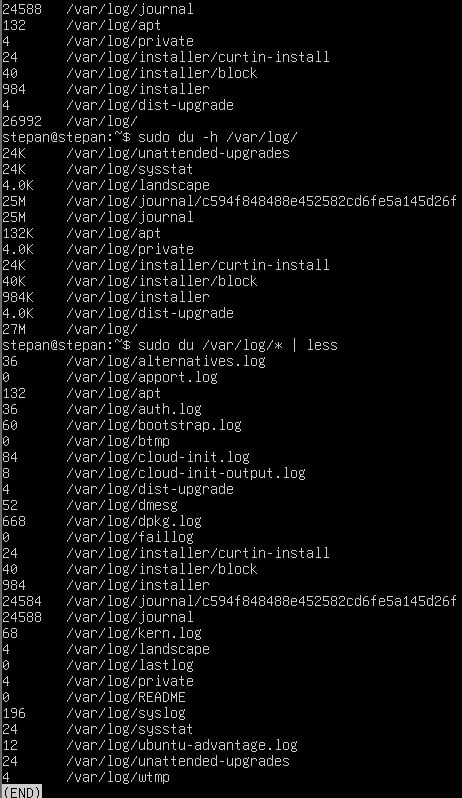 24588 /var/log/journal
132 /var/log/apt
4 /var/log/private
24 /var/log/installer/curtin-install
40 /var/log/installer/block
984 /var/log/installer
4 /var/log/dist-upgrade
26992 /var/log/
stepan@stepan:~$ sudo du -h /var/log/
24K /var/log/unattended-upgrades
24K /var/log/sysstat
4.0K /var/log/landscape
25M /var/log/journal/c594f848488e452582cd6fe5a145d26f
25M /var/log/journal
132K /var/log/apt
4.0K /var/log/private
24K /var/log/installer/curtin-install
40K /var/log/installer/block
984K /var/log/installer
4.0K /var/log/dist-upgrade
27M /var/log/
stepan@stepan:~$ sudo du /var/log/* | less
36 /var/log/alternatives.log
0 /var/log/apport.log
132 /var/log/apt
36 /var/log/auth.log
60 /var/log/bootstrap.log
0 /var/log/btmp
84 /var/log/cloud-init.log
8 /var/log/cloud-init-output.log
4 /var/log/dist-upgrade
52 /var/log/dmesg
668 /var/log/dpkg.log
0 /var/log/faillog
24 /var/log/installer/curtin-install
40 /var/log/installer/block
984 /var/log/installer
24584 /var/log/journal/c594f848488e452582cd6fe5a145d26f
24588 /var/log/journal
68 /var/log/kern.log
4 /var/log/landscape
0 /var/log/lastlog
4 /var/log/private
0 /var/log/README
196 /var/log/syslog
24 /var/log/sysstat
12 /var/log/ubuntu-advantage.log
24 /var/log/unattended-upgrades
4 /var/log/wtmp
(END)